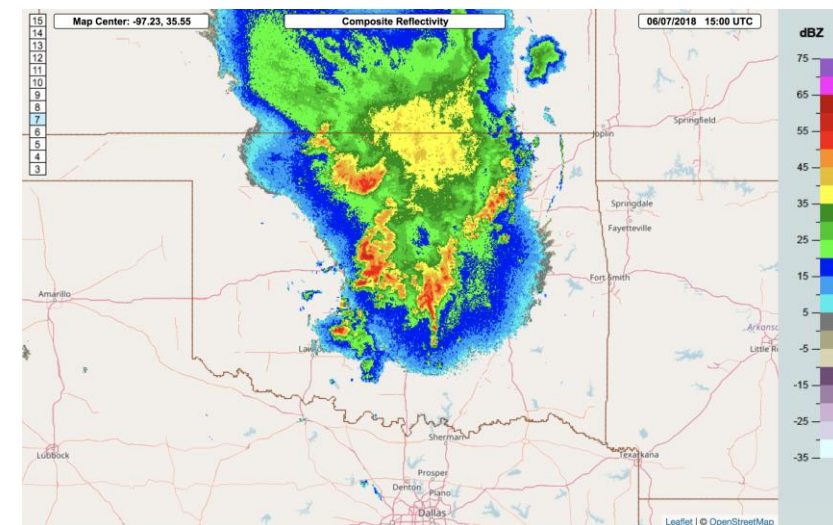 Map Center: -97.23, 35.55
Composite Reflectivity
06/07/2018 15:00 UTC
15
14
13
12
11
10
9
8
7
6
5
4
3
dBZ
75
65
55
45
35
25
15
5
-5
-15
-25
-35
Joplin
Springfield
Springdale
Fayetteville
Fort Smith
Amarillo
Law
Arkansas
Little Ro
Lubbock
Sherman
Texarkana
Prosper
Denton
Plano
Dallas
Leaflet | © OpenStreetMap